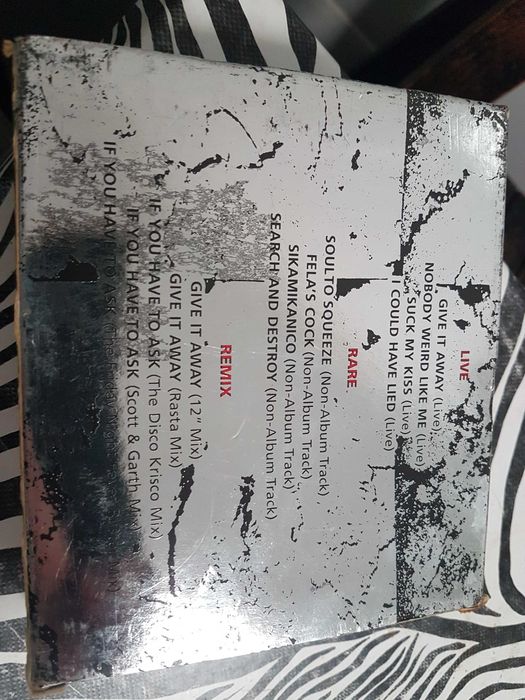 LIVE
GIVE IT AWAY (Live)
NOBODY WEIRD LIKE ME (Live)
SUCK MY KISS (Live)
I COULD HAVE LIED (Live)
RARE
SOUL TO SQUEEZE (Non-Album Track)
FELA'S COCK (Non-Album Track)
SIKAMIKANICO (Non-Album Track)
SEARCH AND DESTROY (Non-Album Track)
REMIX
GIVE IT AWAY (12" Mix)
GIVE IT AWAY (Rasta Mix)
IF YOU HAVE TO ASK (The Disco Krisco Mix)
IF YOU HAVE TO ASK (Scott & Garth Mix)
IF YOU HAVE TO ASK (The Mix)